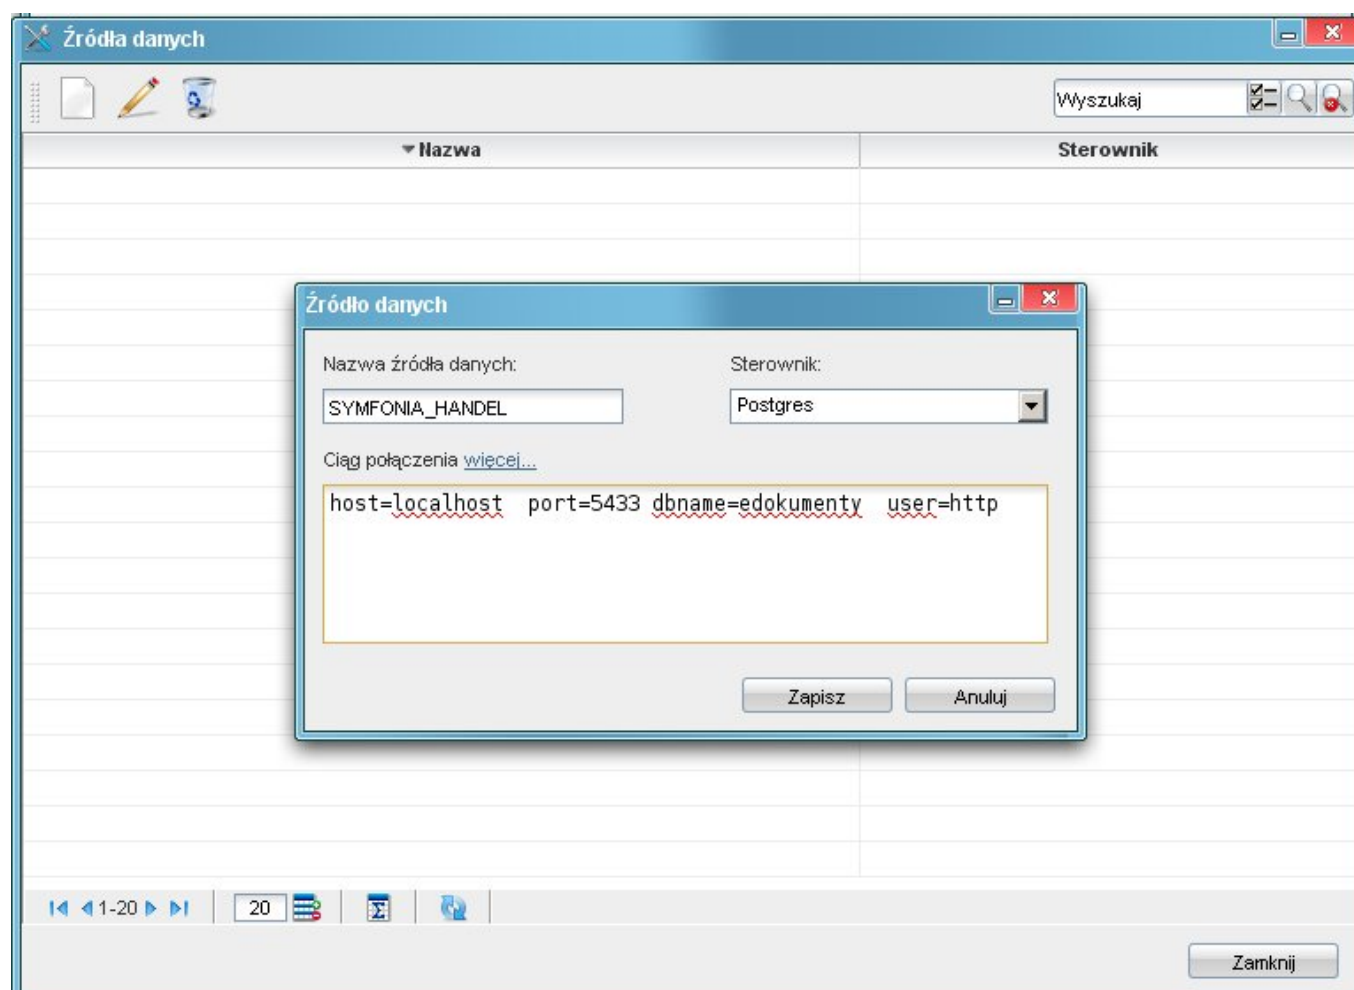 Źródła danych
Wyszukaj
Nazwa Sterownik
Źródło danych
Nazwa źródła danych: Sterownik:
SYMFONIA_HANDEL Postgres
Ciąg połączenia więcej...
host=localhost  port=5433 dbname=edokumenty  user=http
Zapisz Anuluj
1-20 20
Zamknij